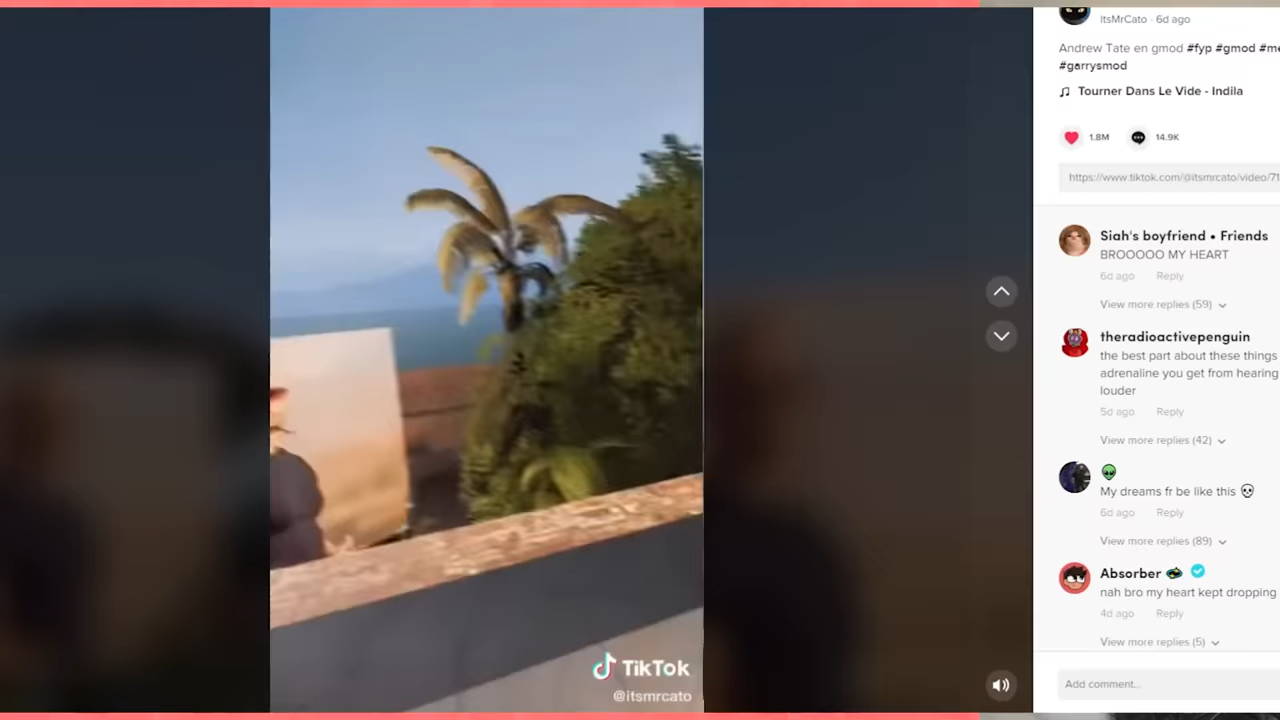 ItsMrCato · 6d ago
Andrew Tate en gmod #fyp #gmod #me
#garrysmod
Tourner Dans Le Vide - Indila
1.8M 14.9K
https://www.tiktok.com/@itsmrcato/video/71
Siah's boyfriend • Friends
BROOOOO MY HEART
6d ago Reply
View more replies (59)
theradioactivepenguin
the best part about these things
adrenaline you get from hearing
louder
5d ago Reply
View more replies (42)
👽
My dreams fr be like this 💀
6d ago Reply
View more replies (89)
Absorber
nah bro my heart kept dropping
4d ago Reply
View more replies (5)
Add comment...
TikTok
@itsmrcato